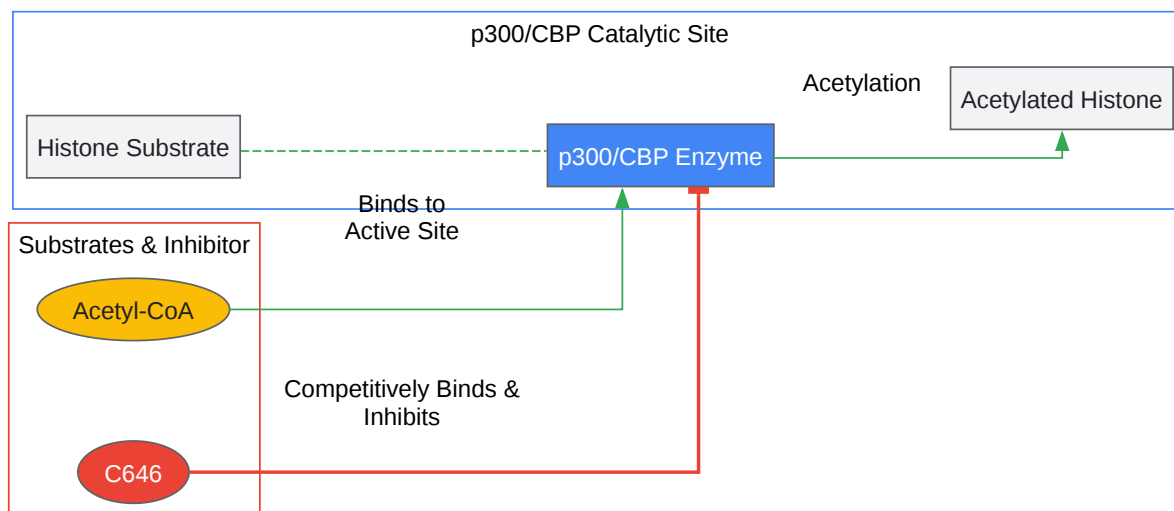 p300/CBP Catalytic Site
Acetylation
Acetylated Histone
Histone Substrate
p300/CBP Enzyme
Binds to
Active Site
Substrates & Inhibitor
Acetyl-CoA
Competitively Binds &
Inhibits
C646